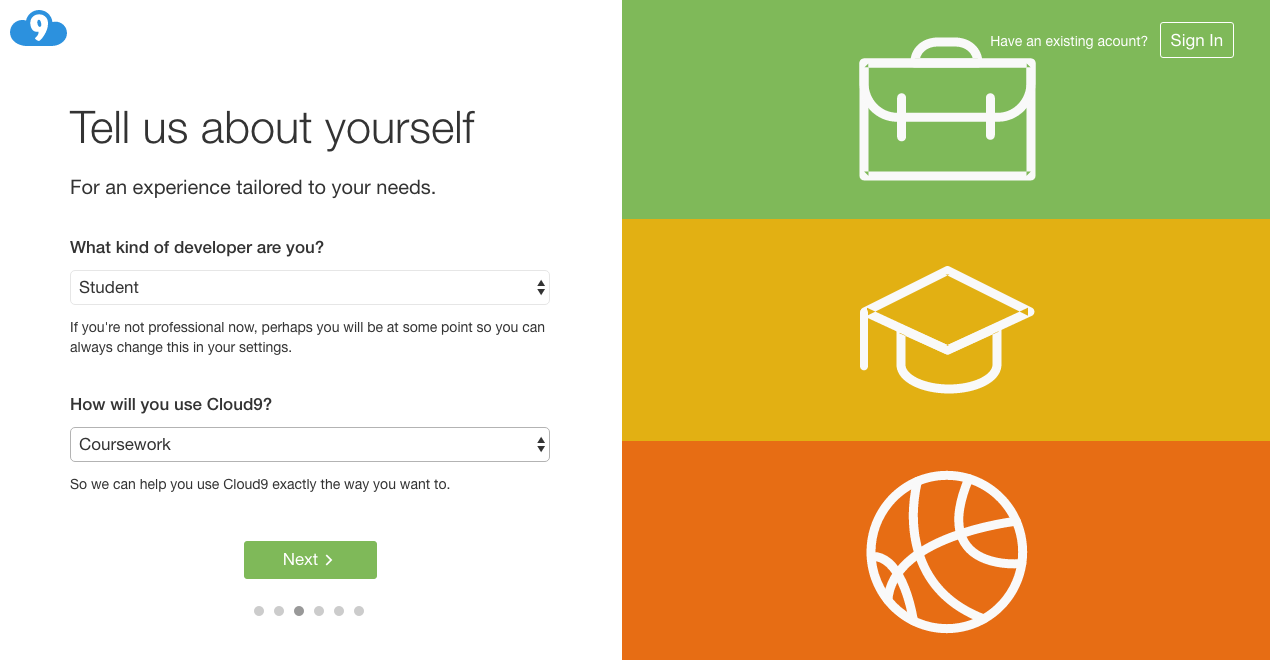 9
Have an existing acount?
Sign In
Tell us about yourself
For an experience tailored to your needs.
What kind of developer are you?
Student
If you're not professional now, perhaps you will be at some point so you can
always change this in your settings.
How will you use Cloud9?
Coursework
So we can help you use Cloud9 exactly the way you want to.
Next